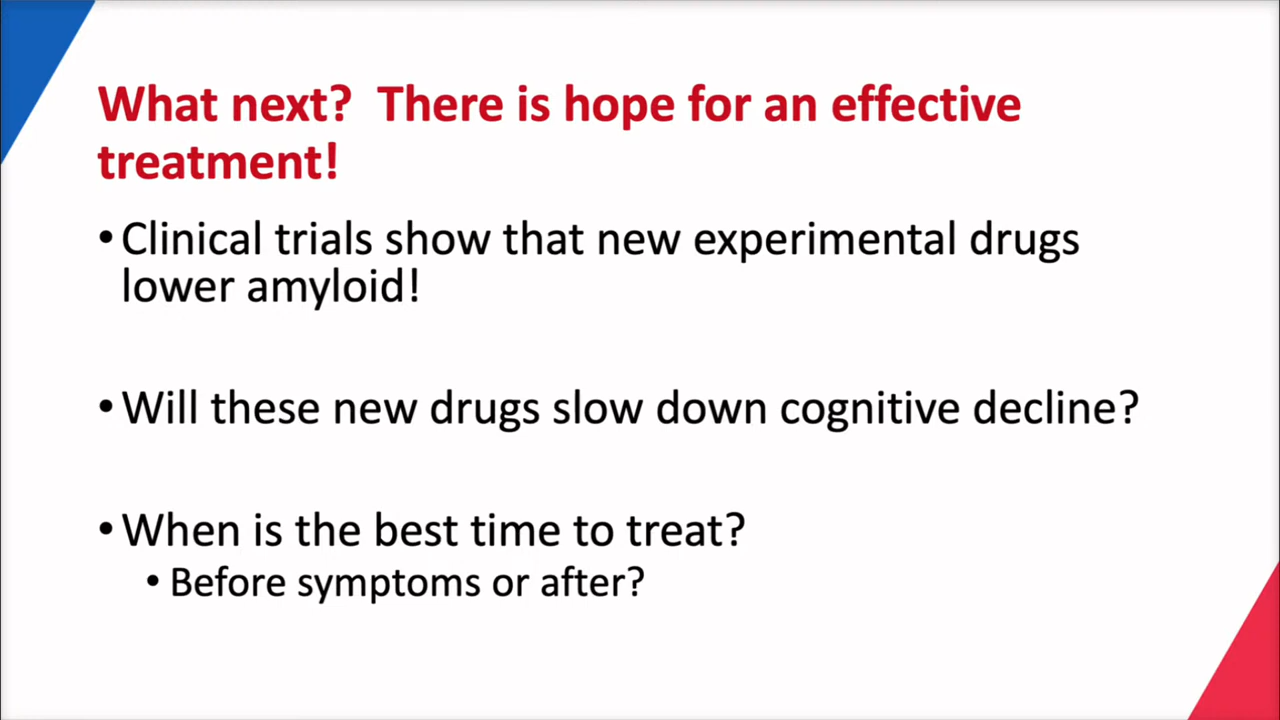 What next?  There is hope for an effective
treatment!
•Clinical trials show that new experimental drugs
lower amyloid!
•Will these new drugs slow down cognitive decline?
•When is the best time to treat?
•Before symptoms or after?